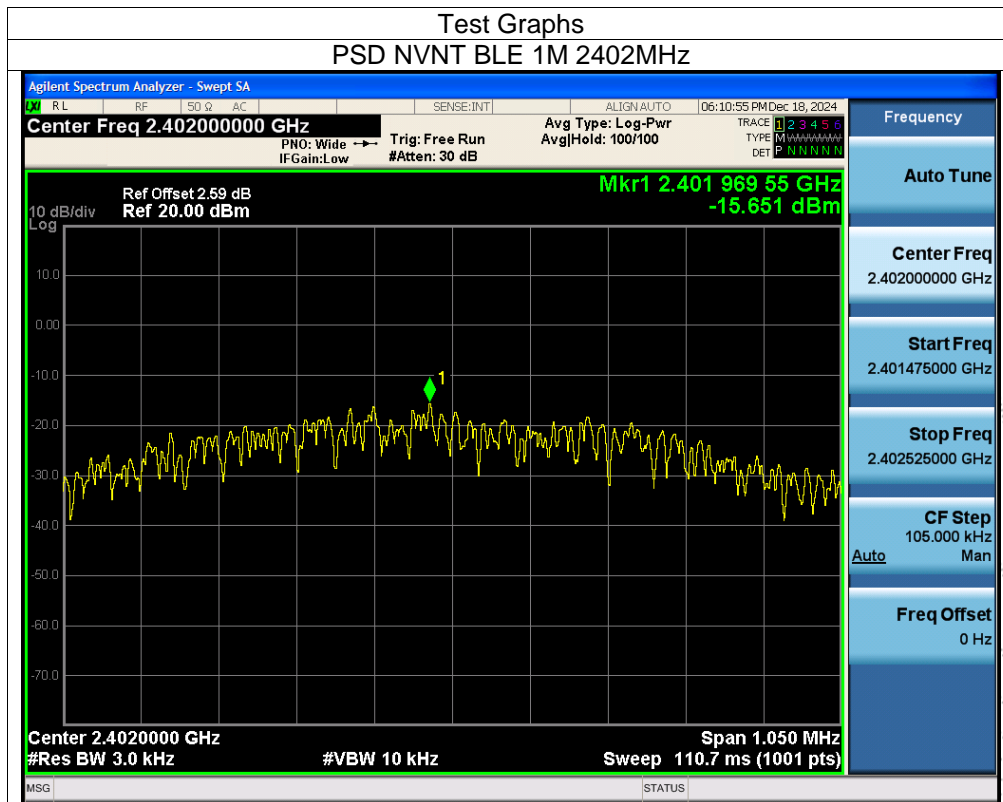 Test Graphs
PSD NVNT BLE 1M 2402MHz
Agilent Spectrum Analyzer - Swept SA
LXI RL RF 50 Ω AC SENSE:INT ALIGN AUTO 06:10:55 PM Dec 18, 2024
Center Freq 2.402000000 GHz
PNO: Wide
IFGain:Low
Trig: Free Run
#Atten: 30 dB
Avg Type: Log-Pwr
Avg|Hold: 100/100
TRACE 1 2 3 4 5 6
TYPE MWWWWW
DET P N N N N N
Mkr1 2.401 969 55 GHz
-15.651 dBm
Ref Offset 2.59 dB
10 dB/div Ref 20.00 dBm
Log
10.0
0.00
-10.0
-20.0
-30.0
-40.0
-50.0
-60.0
-70.0
1
Center 2.4020000 GHz Span 1.050 MHz
#Res BW 3.0 kHz #VBW 10 kHz Sweep 110.7 ms (1001 pts)
MSG STATUS
Frequency
Auto Tune
Center Freq
2.402000000 GHz
Start Freq
2.401475000 GHz
Stop Freq
2.402525000 GHz
CF Step
105.000 kHz
Auto Man
Freq Offset
0 Hz